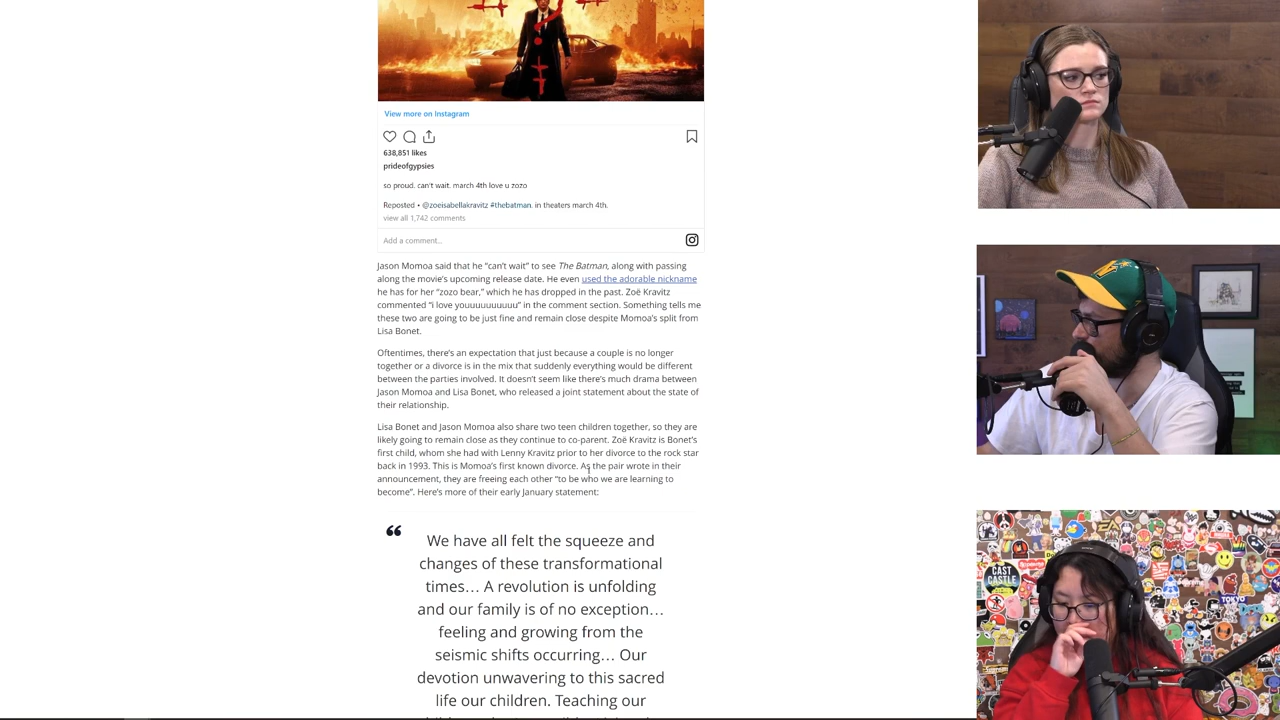 View more on Instagram
638,851 likes
prideofgypsies
so proud. can't wait. march 4th love u zozo
Reposted • @zoeisabellakravitz #thebatman. in theaters march 4th.
view all 1,742 comments
Add a comment...
Jason Momoa said that he “can’t wait” to see The Batman, along with passing
along the movie’s upcoming release date. He even used the adorable nickname
he has for her “zozo bear,” which he has dropped in the past. Zoë Kravitz
commented “i love youuuuuuuuuu” in the comment section. Something tells me
these two are going to be just fine and remain close despite Momoa’s split from
Lisa Bonet.
Oftentimes, there’s an expectation that just because a couple is no longer
together or a divorce is in the mix that suddenly everything would be different
between the parties involved. It doesn’t seem like there’s much drama between
Jason Momoa and Lisa Bonet, who released a joint statement about the state of
their relationship.
Lisa Bonet and Jason Momoa also share two teen children together, so they are
likely going to remain close as they continue to co-parent. Zoë Kravitz is Bonet’s
first child, whom she had with Lenny Kravitz prior to her divorce to the rock star
back in 1993. This is Momoa’s first known divorce. As the pair wrote in their
announcement, they are freeing each other “to be who we are learning to
become”. Here’s more of their early January statement:
“
We have all felt the squeeze and
changes of these transformational
times… A revolution is unfolding
and our family is of no exception…
feeling and growing from the
seismic shifts occurring… Our
devotion unwavering to this sacred
life our children. Teaching our
CAST
CASTLE
TOKYO